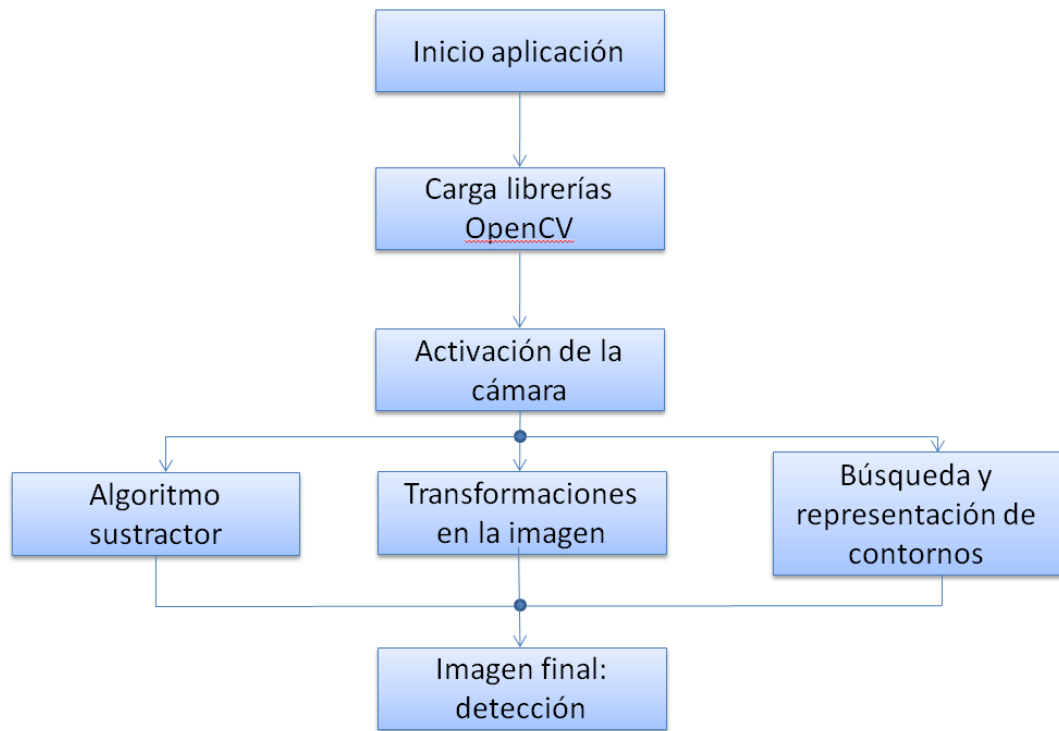 Inicio aplicación
Carga librerías
OpenCV
Activación de la
cámara
Algoritmo
sustractor
Transformaciones
en la imagen
Búsqueda y
representación de
contornos
Imagen final:
detección